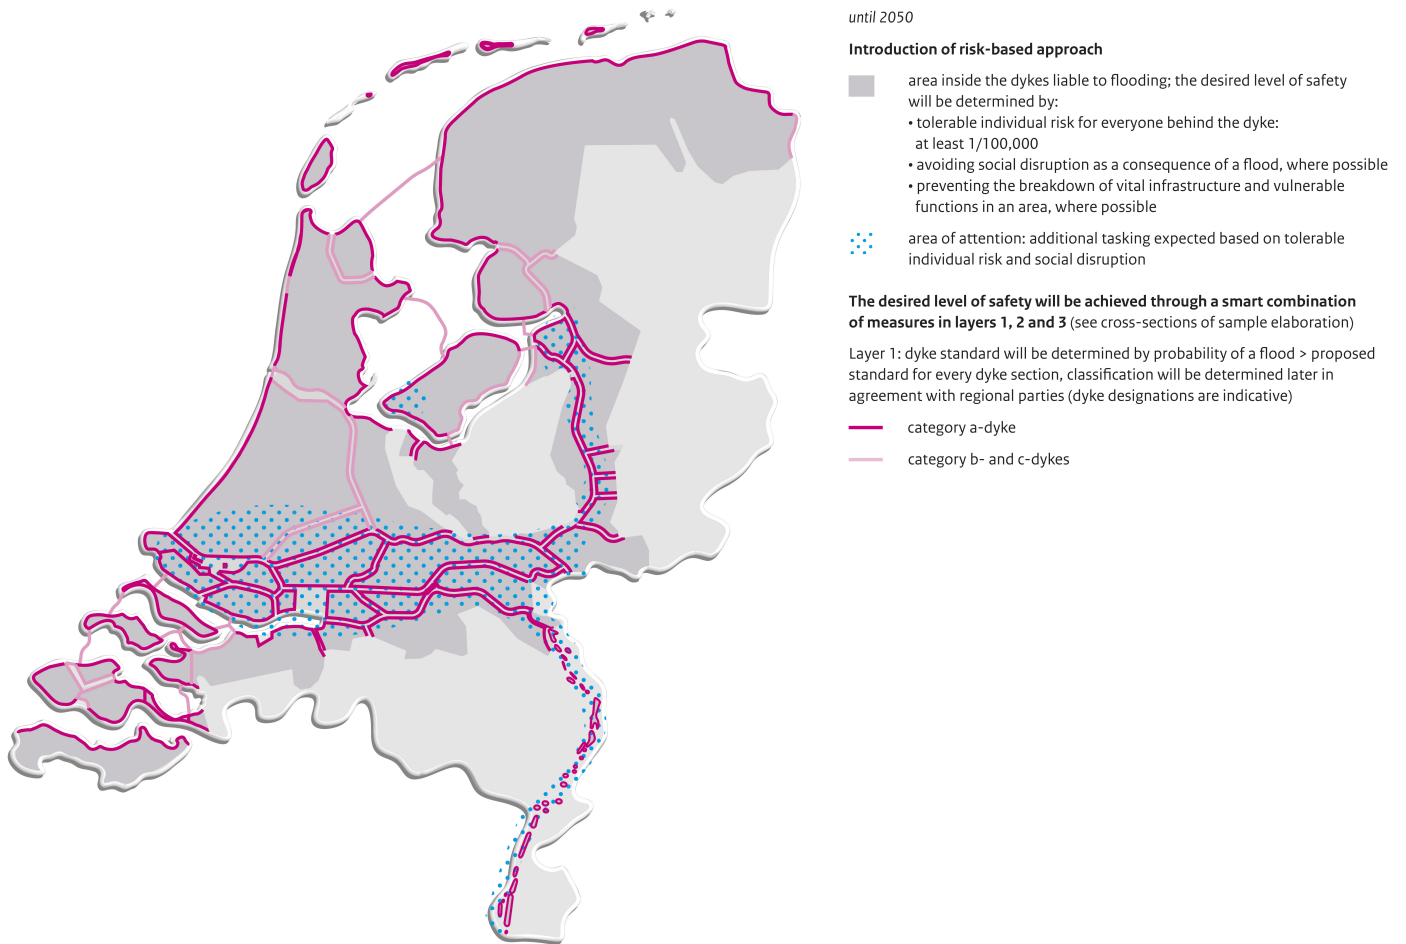 until 2050
Introduction of risk-based approach
area inside the dykes liable to flooding; the desired level of safety
will be determined by:
• tolerable individual risk for everyone behind the dyke:
at least 1/100,000
• avoiding social disruption as a consequence of a flood, where possible
• preventing the breakdown of vital infrastructure and vulnerable
functions in an area, where possible
area of attention: additional tasking expected based on tolerable
individual risk and social disruption
The desired level of safety will be achieved through a smart combination
of measures in layers 1, 2 and 3 (see cross-sections of sample elaboration)
Layer 1: dyke standard will be determined by probability of a flood > proposed
standard for every dyke section, classification will be determined later in
agreement with regional parties (dyke designations are indicative)
category a-dyke
category b- and c-dykes